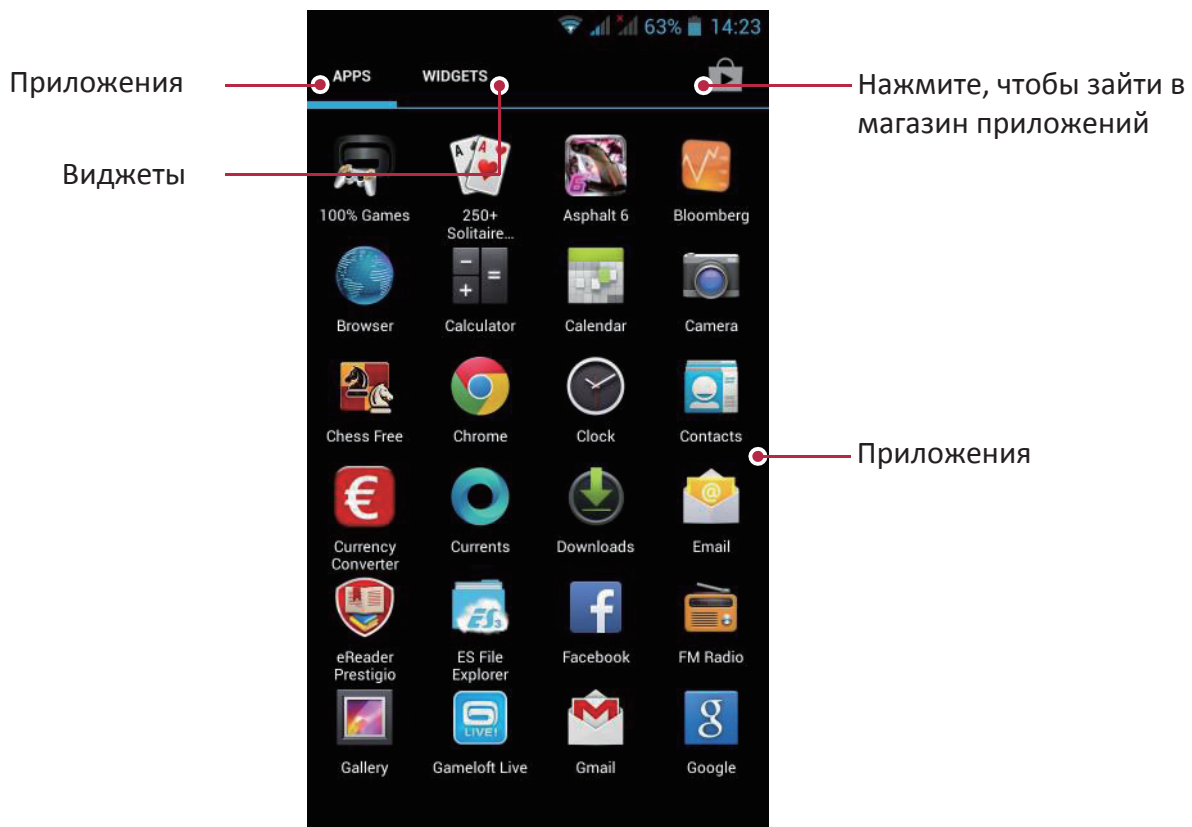 63% 14:23
Приложения
APPS WIDGETS
Нажмите, чтобы зайти в
магазин приложений
Виджеты
100% Games
250+
Solitaire...
Asphalt 6
Bloomberg
Browser
Calculator
Calendar
Camera
Chess Free
Chrome
Clock
Contacts
Приложения
Currency
Converter
Currents
Downloads
Email
eReader
Prestigio
ES File
Explorer
Facebook
FM Radio
Gallery
LIVE!
Gameloft Live
Gmail
Google